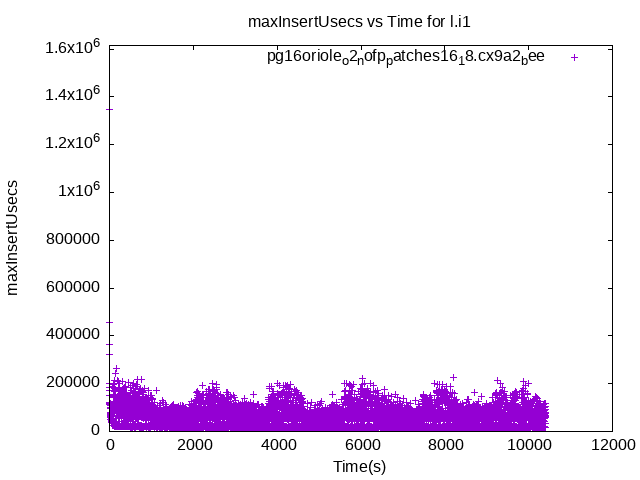 maxInsertUsecs vs Time for l.i1
pg16oriole_o2_nofp_patches16_18.cx9a2_bee
1.6x10^6
1.4x10^6
1.2x10^6
1x10^6
800000
600000
400000
200000
0
maxInsertUsecs
0 2000 4000 6000 8000 10000 12000
Time(s)